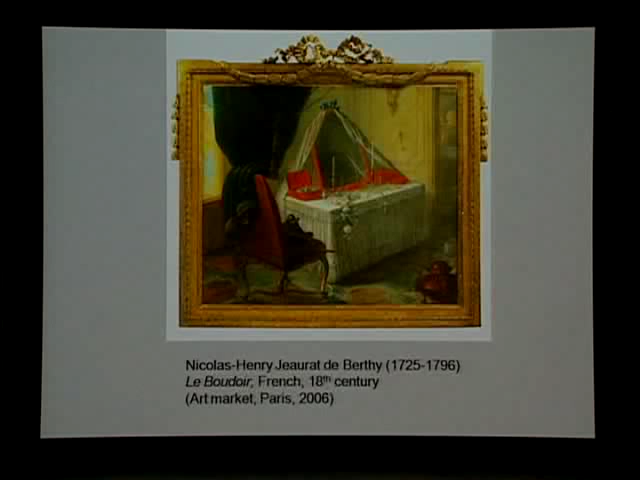 Nicolas-Henry Jeaurat de Berthy (1725-1796)
Le Boudoir, French, 18th century
(Art market, Paris, 2006)